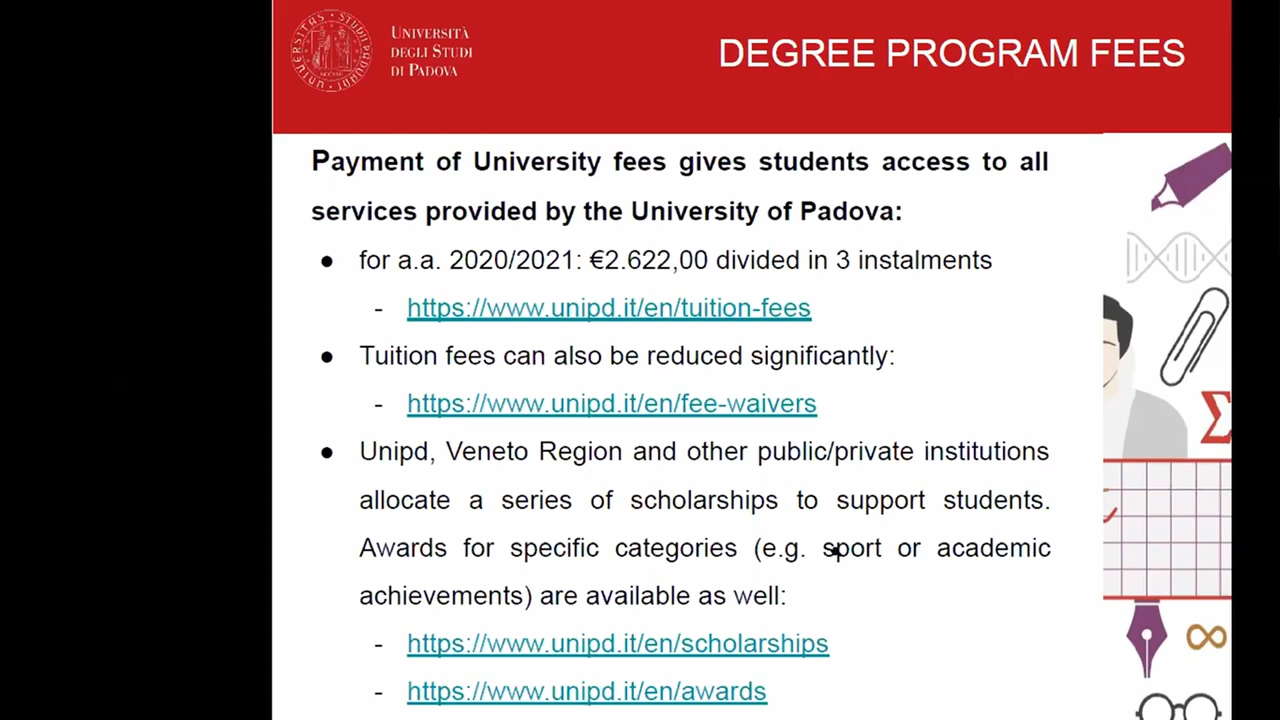 UNIVERSITÀ
DEGLI STUDI
DI PADOVA
DEGREE PROGRAM FEES
Payment of University fees gives students access to all
services provided by the University of Padova:
● for a.a. 2020/2021: €2.622,00 divided in 3 instalments
- https://www.unipd.it/en/tuition-fees
● Tuition fees can also be reduced significantly:
- https://www.unipd.it/en/fee-waivers
● Unipd, Veneto Region and other public/private institutions
allocate a series of scholarships to support students.
Awards for specific categories (e.g. sport or academic
achievements) are available as well:
- https://www.unipd.it/en/scholarships
- https://www.unipd.it/en/awards